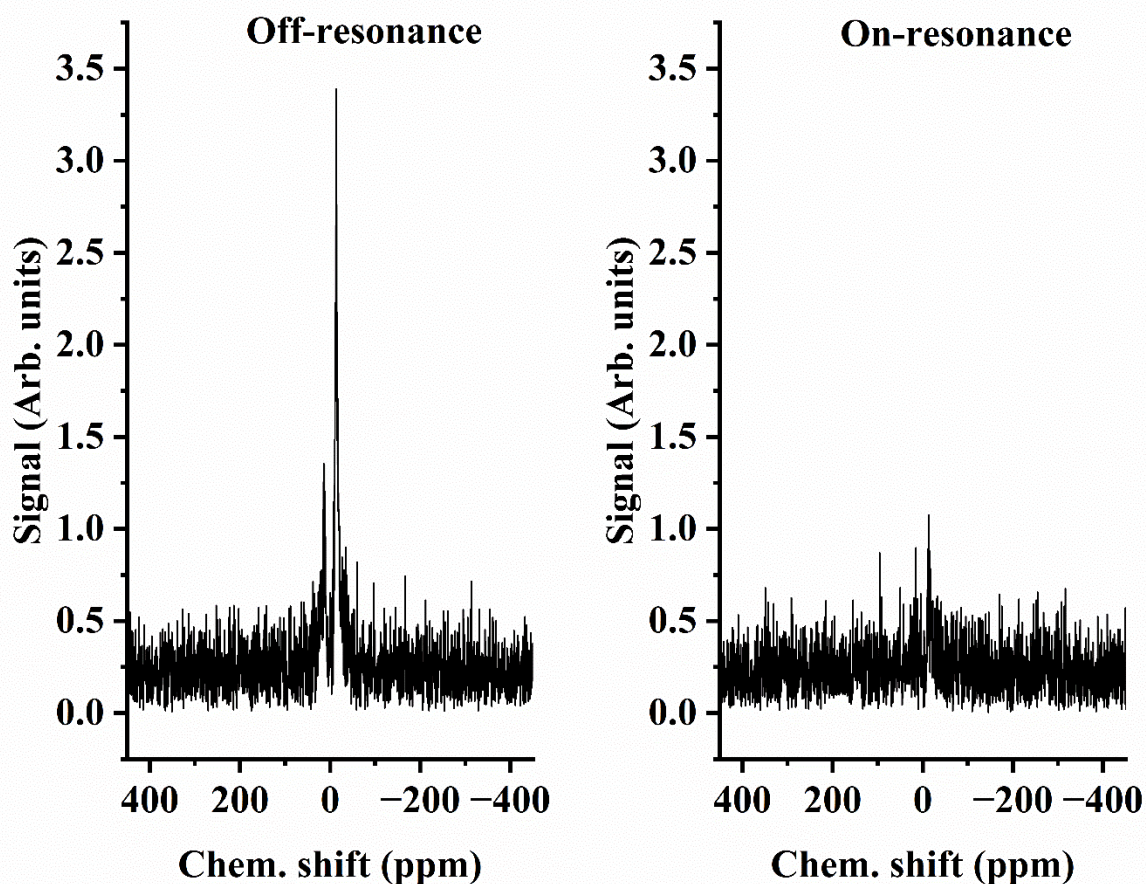 Off-resonance
Signal (Arb. units)
3.5
3.0
2.5
2.0
1.5
1.0
0.5
0.0
400 200 0 −200 −400
Chem. shift (ppm)
On-resonance
Signal (Arb. units)
3.5
3.0
2.5
2.0
1.5
1.0
0.5
0.0
400 200 0 −200 −400
Chem. shift (ppm)